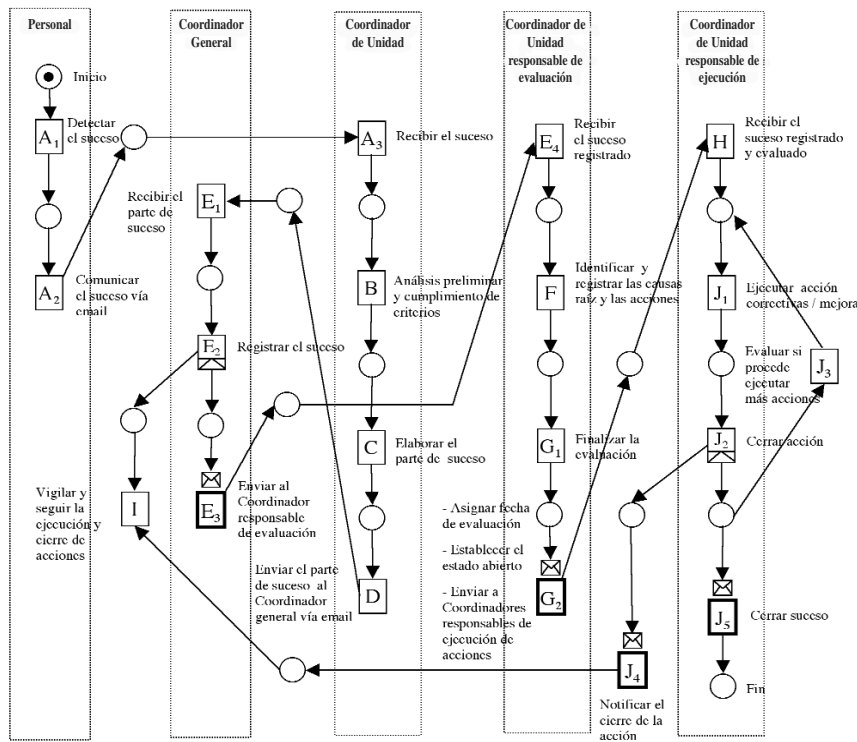 Personal
Coordinador
General
Coordinador
de Unidad
Coordinador de
Unidad
responsable de
evaluación
Coordinador
de Unidad
responsable de
ejecución
Inicio
A1
Detectar
el suceso
A2
Comunicar
el suceso vía
email
E1
Recibir el
parte de
suceso
E2
Registrar el suceso
E3
Enviar al
Coordinador
responsable
de evaluación
I
Vigilar y
seguir la
ejecución y
cierre de
acciones
A3
Recibir el suceso
B
Análisis preliminar
y cumplimiento de
criterios
C
Elaborar el
parte de suceso
D
Enviar el parte
de suceso al
Coordinador
general vía email
E4
Recibir
el suceso
registrado
F
Identificar y
registrar las causas
raíz y las acciones
G1
Finalizar la
evaluación
G2
- Asignar fecha
de evaluación
- Establecer el
estado abierto
- Enviar a
Coordinadores
responsables de
ejecución de
acciones
H
Recibir el
suceso registrado
y evaluado
J1
Ejecutar acción
correctivas / mejora
J3
Evaluar si
procede
ejecutar
más acciones
J2
Cerrar acción
J4
Notificar el
cierre de la
acción
J5
Cerrar suceso
Fin